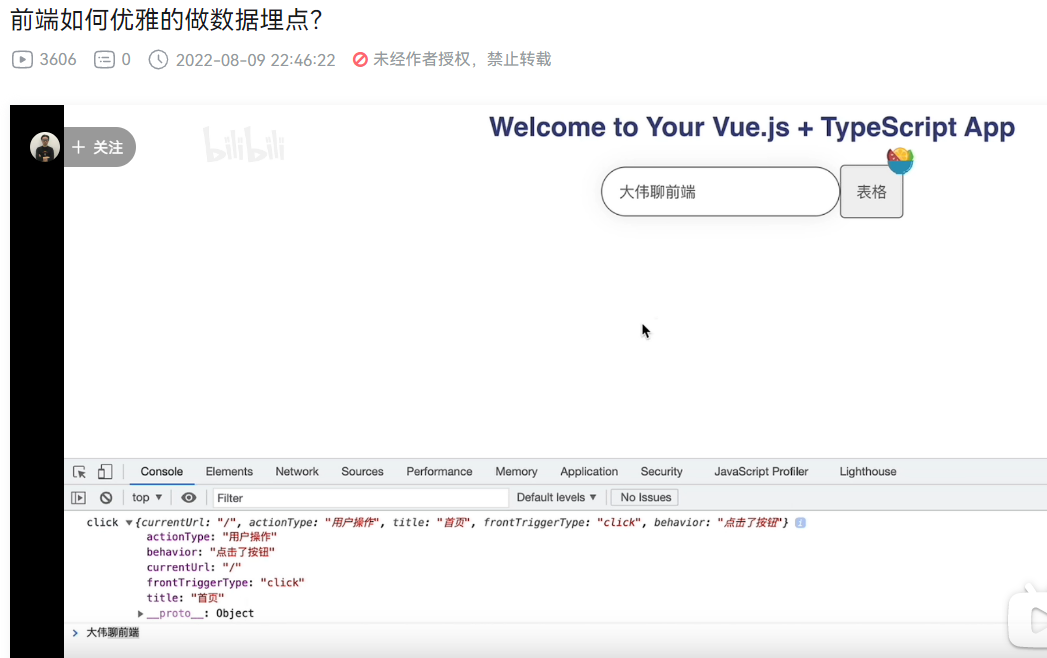 前端如何优雅的做数据埋点？
3606 0 2022-08-09 22:46:22 未经作者授权，禁止转载
+ 关注
bilibili
Welcome to Your Vue.js + TypeScript App
大伟聊前端 表格
Console Elements Network Sources Performance Memory Application Security JavaScript Profiler Lighthouse
top ▼ Filter Default levels ▼ No Issues
click ▼{currentUrl: "/", actionType: "用户操作", title: "首页", frontTriggerType: "click", behavior: "点击了按钮"} i
actionType: "用户操作"
behavior: "点击了按钮"
currentUrl: "/"
frontTriggerType: "click"
title: "首页"
▶__proto__: Object
> 大伟聊前端